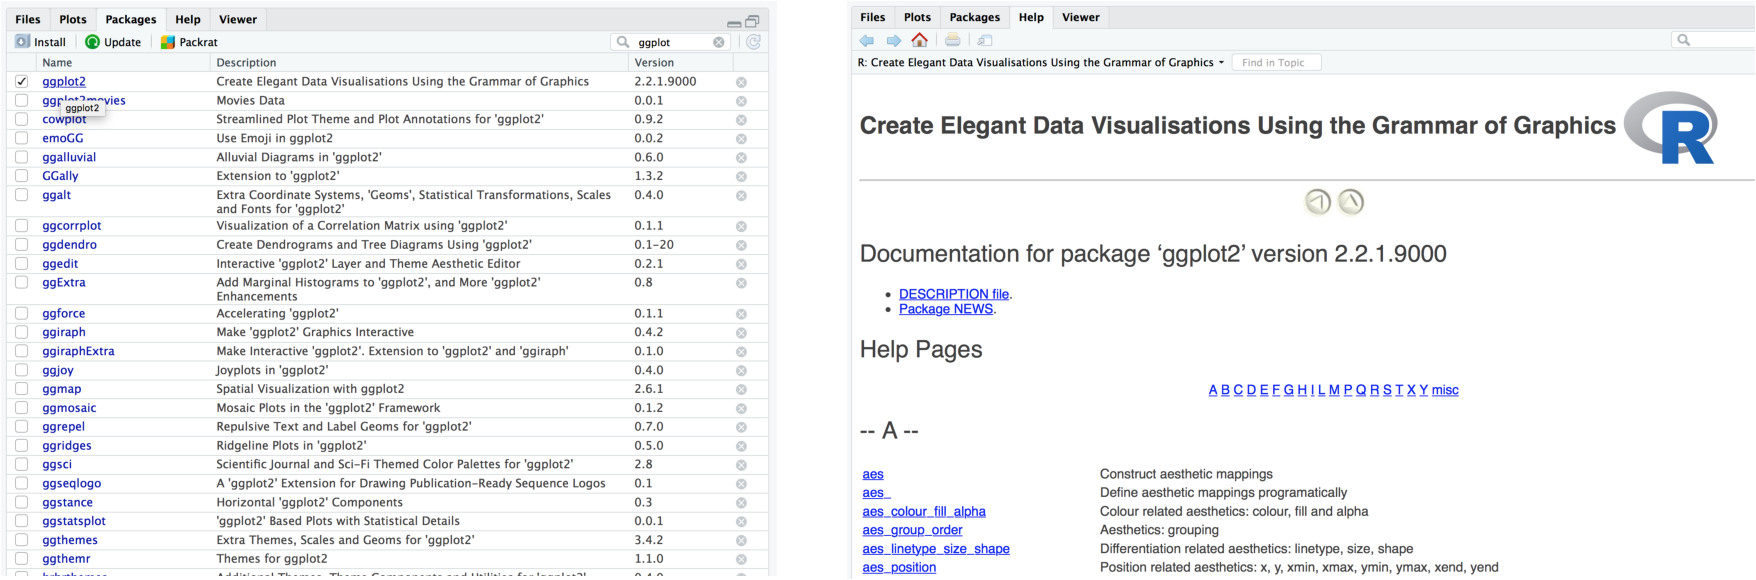 Files Plots Packages Help Viewer
Install Update Packrat ggplot
Name Description Version
ggplot2 Create Elegant Data Visualisations Using the Grammar of Graphics 2.2.1.9000
ggplot2movies Movies Data 0.0.1
ggplot2
cowplot Streamlined Plot Theme and Plot Annotations for 'ggplot2' 0.9.2
emoGG Use Emoji in ggplot2 0.0.2
ggalluvial Alluvial Diagrams in 'ggplot2' 0.6.0
GGally Extension to 'ggplot2' 1.3.2
ggalt Extra Coordinate Systems, 'Geoms', Statistical Transformations, Scales 0.4.0
and Fonts for 'ggplot2'
ggcorrplot Visualization of a Correlation Matrix using 'ggplot2' 0.1.1
ggdendro Create Dendrograms and Tree Diagrams Using 'ggplot2' 0.1-20
ggedit Interactive 'ggplot2' Layer and Theme Aesthetic Editor 0.2.1
ggExtra Add Marginal Histograms to 'ggplot2', and More 'ggplot2' 0.8
Enhancements
ggforce Accelerating 'ggplot2' 0.1.1
ggiraph Make 'ggplot2' Graphics Interactive 0.4.2
ggiraphExtra Make Interactive 'ggplot2'. Extension to 'ggplot2' and 'ggiraph' 0.1.0
ggjoy Joyplots in 'ggplot2' 0.4.0
ggmap Spatial Visualization with ggplot2 2.6.1
ggmosaic Mosaic Plots in the 'ggplot2' Framework 0.1.2
ggrepel Repulsive Text and Label Geoms for 'ggplot2' 0.7.0
ggridges Ridgeline Plots in 'ggplot2' 0.5.0
ggsci Scientific Journal and Sci-Fi Themed Color Palettes for 'ggplot2' 2.8
ggseqlogo A 'ggplot2' Extension for Drawing Publication-Ready Sequence Logos 0.1
ggstance Horizontal 'ggplot2' Components 0.3
ggstatsplot 'ggplot2' Based Plots with Statistical Details 0.0.1
ggthemes Extra Themes, Scales and Geoms for 'ggplot2' 3.4.2
ggthemr Themes for ggplot2 1.1.0
Files Plots Packages Help Viewer
R: Create Elegant Data Visualisations Using the Grammar of Graphics Find in Topic
Create Elegant Data Visualisations Using the Grammar of Graphics R
Documentation for package ‘ggplot2’ version 2.2.1.9000
• DESCRIPTION file.
• Package NEWS.
Help Pages
A B C D E F G H I L M P Q R S T X Y misc
-- A --
aes Construct aesthetic mappings
aes_ Define aesthetic mappings programatically
aes_colour_fill_alpha Colour related aesthetics: colour, fill and alpha
aes_group_order Aesthetics: grouping
aes_linetype_size_shape Differentiation related aesthetics: linetype, size, shape
aes_position Position related aesthetics: x, y, xmin, xmax, ymin, ymax, xend, yend